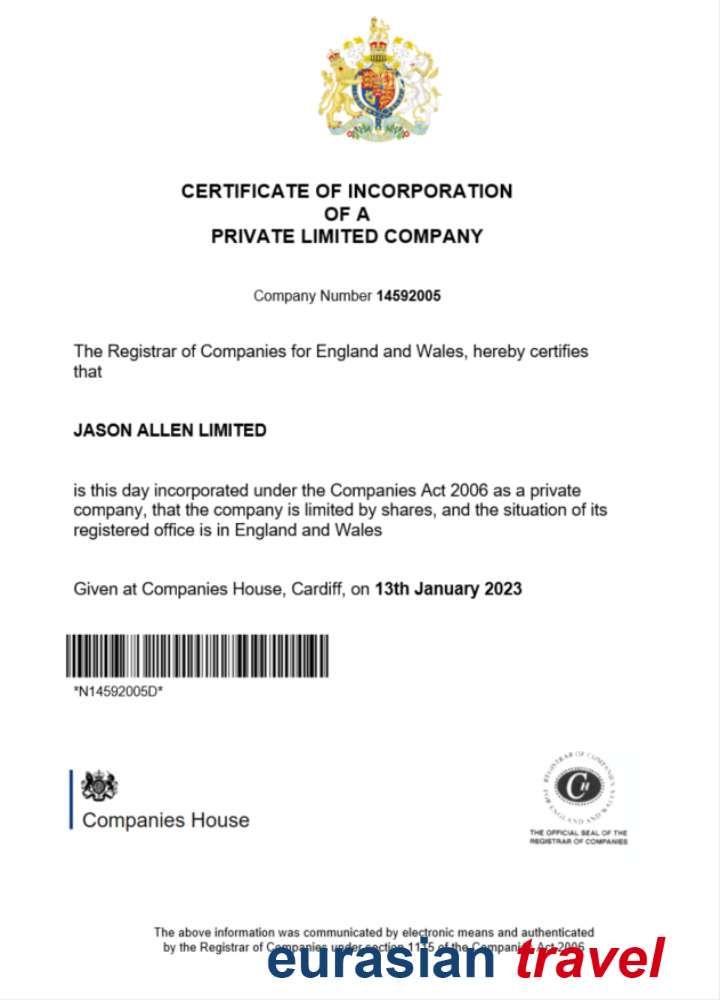 CERTIFICATE OF INCORPORATION
OF A
PRIVATE LIMITED COMPANY
Company Number 14592005
The Registrar of Companies for England and Wales, hereby certifies
that
JASON ALLEN LIMITED
is this day incorporated under the Companies Act 2006 as a private
company, that the company is limited by shares, and the situation of its
registered office is in England and Wales
Given at Companies House, Cardiff, on 13th January 2023
*N14592005D*
Companies House
REGISTRAR OF COMPANIES
FOR ENGLAND AND WALES
CH
THE OFFICIAL SEAL OF THE
REGISTRAR OF COMPANIES
The above information was communicated by electronic means and authenticated
by the Registrar of Companies under section 1115 of the Companies Act 2006
eurasian travel